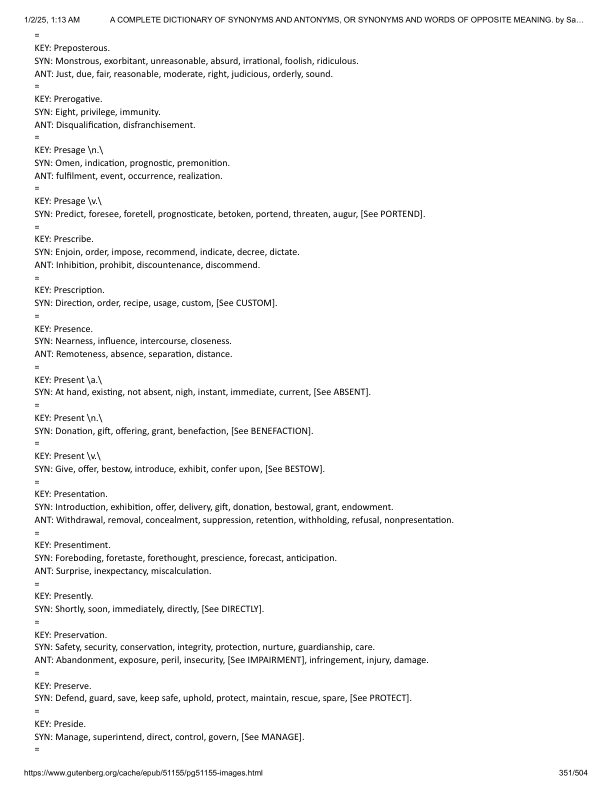 1/2/25, 1:13 AM A COMPLETE DICTIONARY OF SYNONYMS AND ANTONYMS, OR SYNONYMS AND WORDS OF OPPOSITE MEANING. by Sa…
=
KEY: Preposterous.
SYN: Monstrous, exorbitant, unreasonable, absurd, irrational, foolish, ridiculous.
ANT: Just, due, fair, reasonable, moderate, right, judicious, orderly, sound.
=
KEY: Prerogative.
SYN: Eight, privilege, immunity.
ANT: Disqualification, disfranchisement.
=
KEY: Presage \n.\
SYN: Omen, indication, prognostic, premonition.
ANT: fulfilment, event, occurrence, realization.
=
KEY: Presage \v.\
SYN: Predict, foresee, foretell, prognosticate, betoken, portend, threaten, augur, [See PORTEND].
=
KEY: Prescribe.
SYN: Enjoin, order, impose, recommend, indicate, decree, dictate.
ANT: Inhibition, prohibit, discountenance, discommend.
=
KEY: Prescription.
SYN: Direction, order, recipe, usage, custom, [See CUSTOM].
=
KEY: Presence.
SYN: Nearness, influence, intercourse, closeness.
ANT: Remoteness, absence, separation, distance.
=
KEY: Present \a.\
SYN: At hand, existing, not absent, nigh, instant, immediate, current, [See ABSENT].
=
KEY: Present \n.\
SYN: Donation, gift, offering, grant, benefaction, [See BENEFACTION].
=
KEY: Present \v.\
SYN: Give, offer, bestow, introduce, exhibit, confer upon, [See BESTOW].
=
KEY: Presentation.
SYN: Introduction, exhibition, offer, delivery, gift, donation, bestowal, grant, endowment.
ANT: Withdrawal, removal, concealment, suppression, retention, withholding, refusal, nonpresentation.
=
KEY: Presentiment.
SYN: Foreboding, foretaste, forethought, prescience, forecast, anticipation.
ANT: Surprise, inexpectancy, miscalculation.
=
KEY: Presently.
SYN: Shortly, soon, immediately, directly, [See DIRECTLY].
=
KEY: Preservation.
SYN: Safety, security, conservation, integrity, protection, nurture, guardianship, care.
ANT: Abandonment, exposure, peril, insecurity, [See IMPAIRMENT], infringement, injury, damage.
=
KEY: Preserve.
SYN: Defend, guard, save, keep safe, uphold, protect, maintain, rescue, spare, [See PROTECT].
=
KEY: Preside.
SYN: Manage, superintend, direct, control, govern, [See MANAGE].
=
https://www.gutenberg.org/cache/epub/51155/pg51155-images.html 351/504